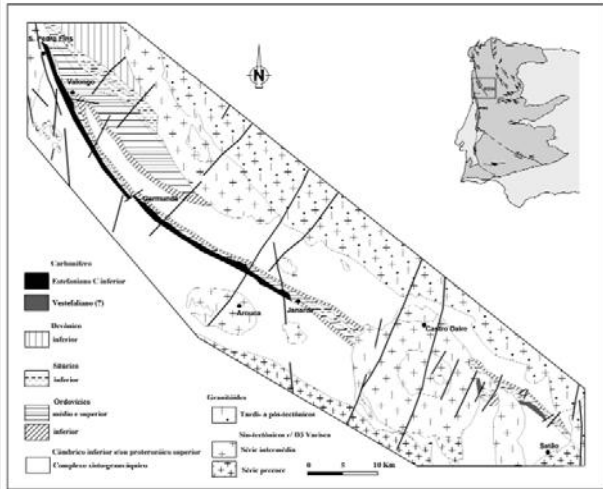 S. Pedro Fins
Valongo
N
Germunde
Arouca
Janarde
Castro Daire
Sátão
Carbonífero
Estefaniano C inferior
Vestefaliano (?)
Devónico
inferior
Silúrico
inferior
Ordovícico
médio e superior
inferior
Câmbrico inferior e/ou proterozóico superior
Complexo xistograuváquico
Granitóides
Tardi- a pós-tectónicos
Sin-tectónicos r/ D3 Varisca
Série intermédia
Série precoce
0 5 10 Km